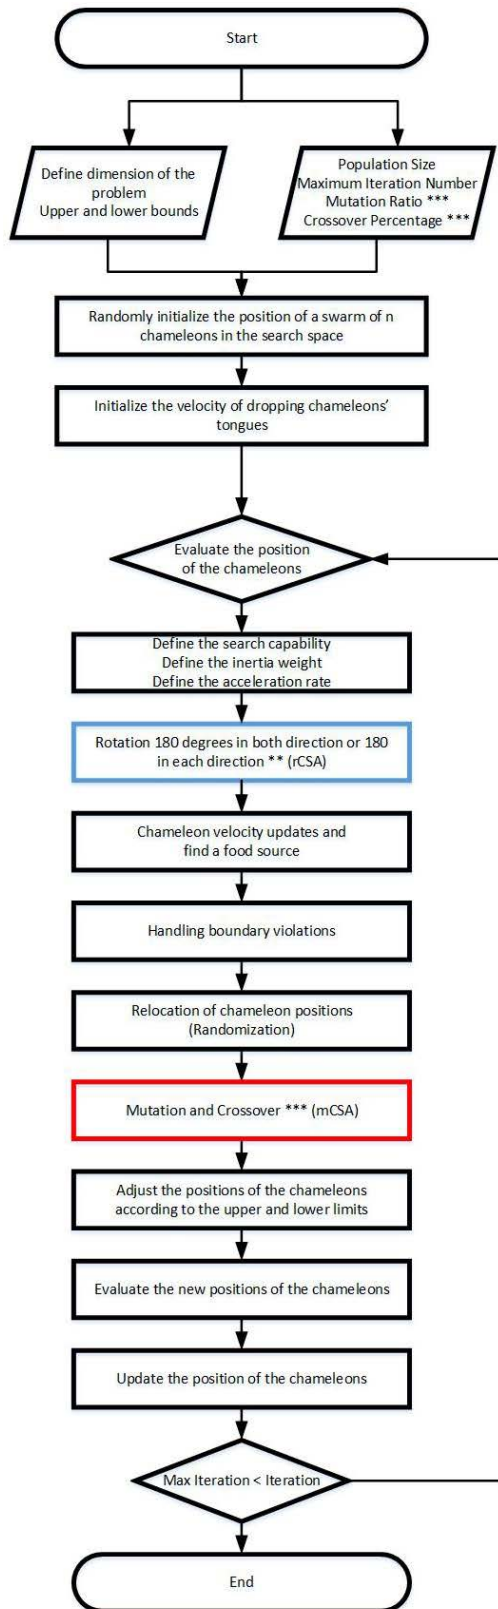 Start
Define dimension of the
problem
Upper and lower bounds
Population Size
Maximum Iteration Number
Mutation Ratio ***
Crossover Percentage ***
Randomly initialize the position of a swarm of n
chameleons in the search space
Initialize the velocity of dropping chameleons'
tongues
Evaluate the position
of the chameleons
Define the search capability
Define the inertia weight
Define the acceleration rate
Rotation 180 degrees in both direction or 180
in each direction ** (rCSA)
Chameleon velocity updates and
find a food source
Handling boundary violations
Relocation of chameleon positions
(Randomization)
Mutation and Crossover *** (mCSA)
Adjust the positions of the chameleons
according to the upper and lower limits
Evaluate the new positions of the chameleons
Update the position of the chameleons
Max Iteration < Iteration
End